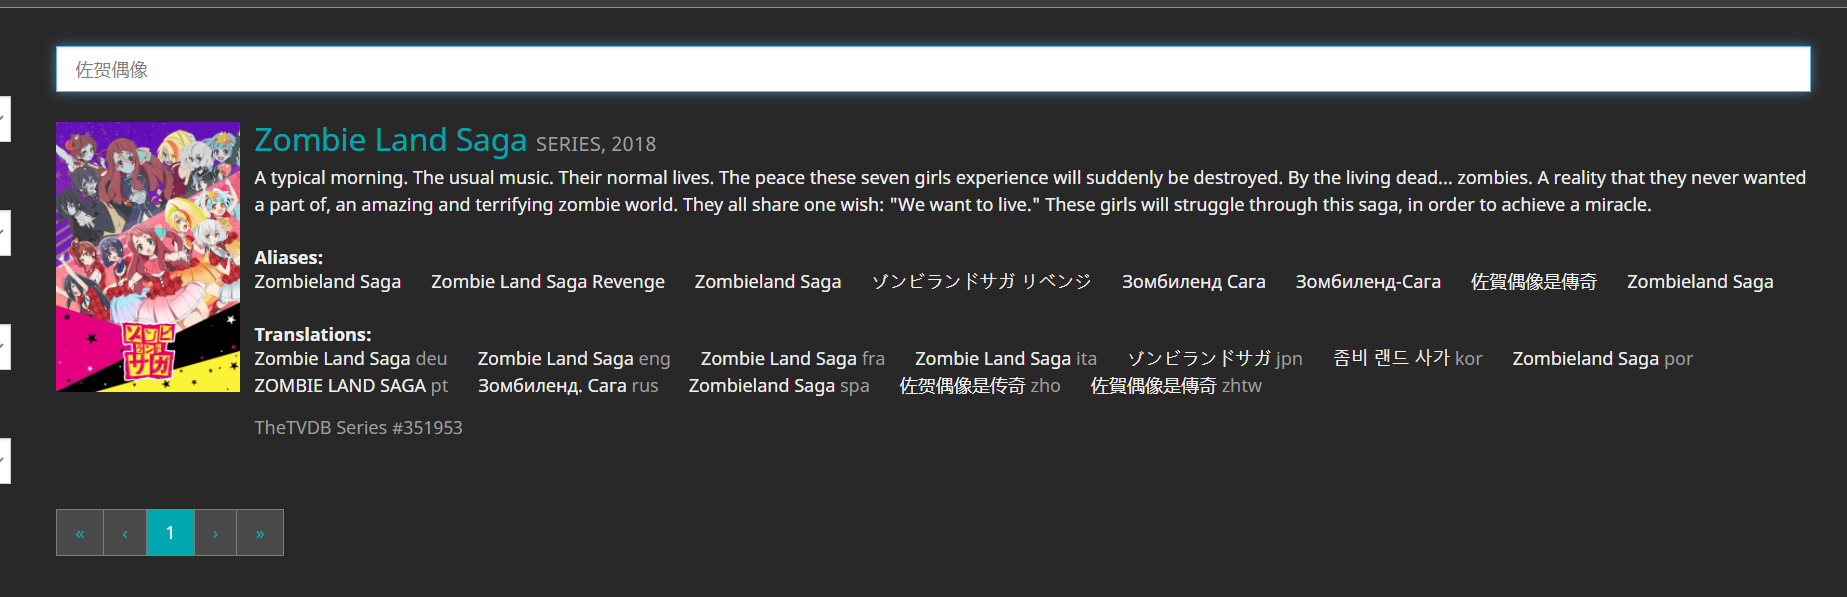 佐贺偶像
Zombie Land Saga SERIES, 2018
A typical morning. The usual music. Their normal lives. The peace these seven girls experience will suddenly be destroyed. By the living dead... zombies. A reality that they never wanted
a part of, an amazing and terrifying zombie world. They all share one wish: "We want to live." These girls will struggle through this saga, in order to achieve a miracle.
Aliases:
Zombieland Saga Zombie Land Saga Revenge Zombieland Saga ゾンビランドサガ リベンジ Зомбиленд Сага Зомбиленд-Сага 佐賀偶像是傳奇 Zombieland Saga
Translations:
Zombie Land Saga deu Zombie Land Saga eng Zombie Land Saga fra Zombie Land Saga ita ゾンビランドサガ jpn 좀비 랜드 사가 kor Zombieland Saga por
ZOMBIE LAND SAGA pt Зомбиленд. Сага rus Zombieland Saga spa 佐贺偶像是传奇 zho 佐賀偶像是傳奇 zhtw
TheTVDB Series #351953
ゾンビ
ランド
サガ
« ‹ 1 › »